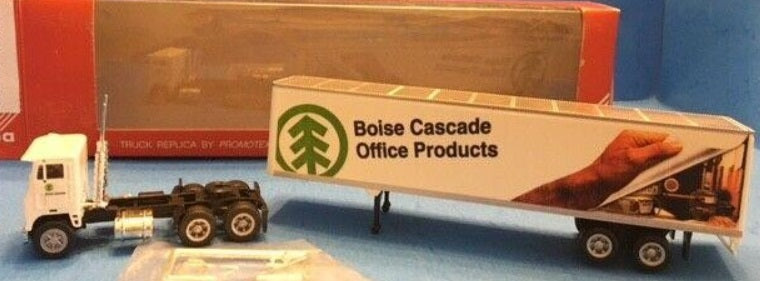 TRUCK REPLICA BY PROMOTEX
Boise Cascade
Office Products